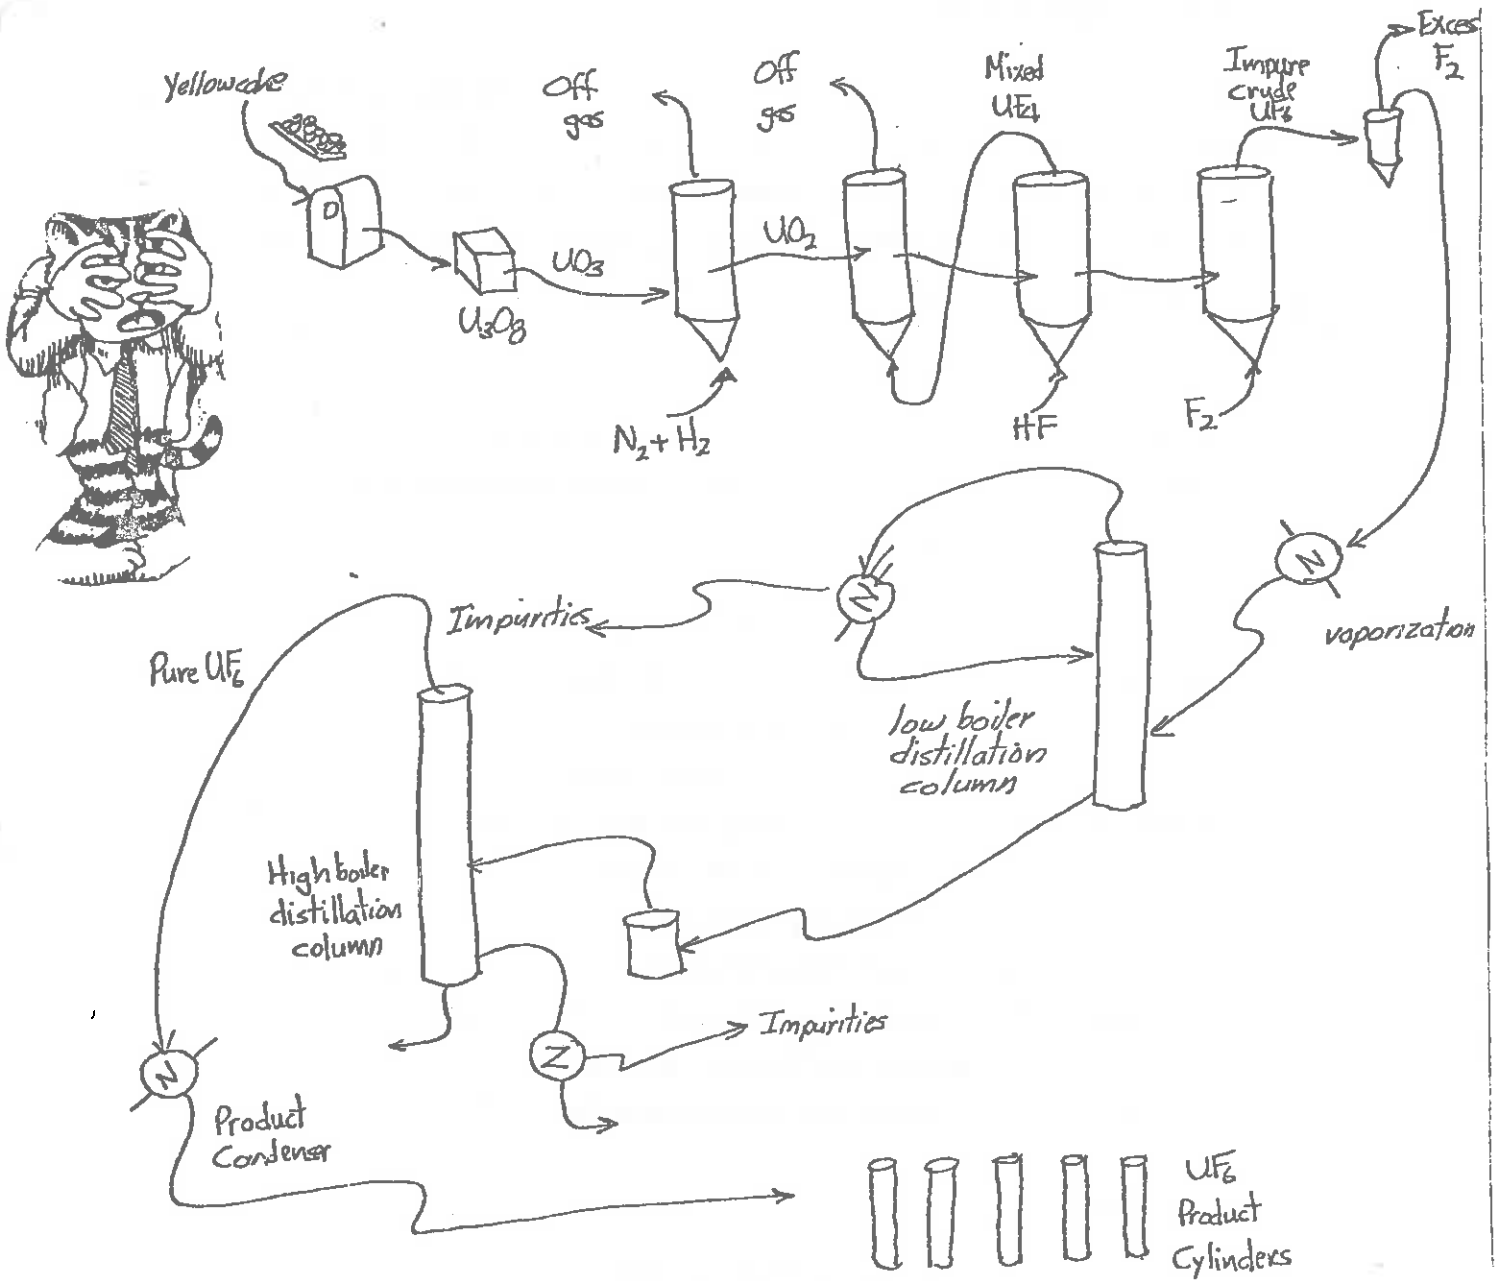 Yellowcake
Off
gas
Off
gas
Mixed
UF4
Impure
crude
UF6
Excess
F2
D
UO3
U3O8
UO2
N2 + H2
HF
F2
N
vaporization
N
Impurities
low boiler
distillation
column
Pure UF6
High boiler
distillation
column
Z
Impurities
N
Product
Condenser
UF6
Product
Cylinders